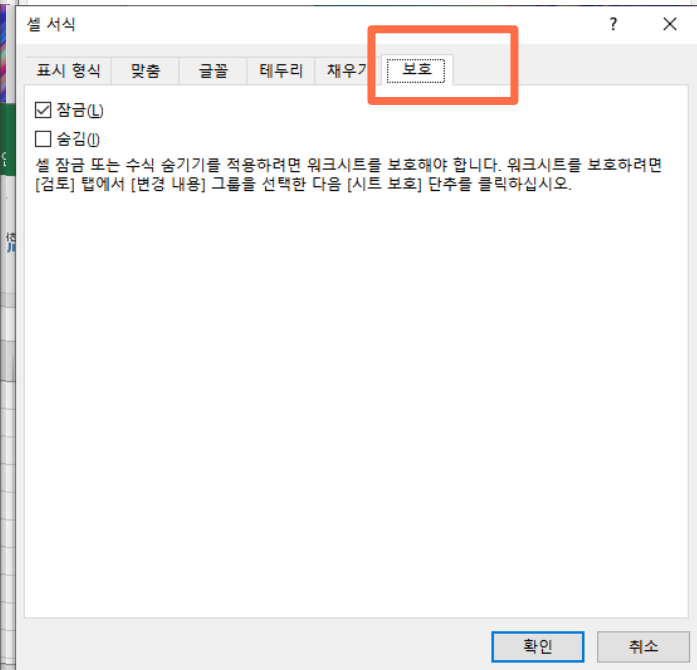 셀 서식
표시 형식 맞춤 글꼴 테두리 채우기 보호
잠금(L)
숨김(I)
셀 잠금 또는 수식 숨기기를 적용하려면 워크시트를 보호해야 합니다. 워크시트를 보호하려면
[검토] 탭에서 [변경 내용] 그룹을 선택한 다음 [시트 보호] 단추를 클릭하십시오.
확인 취소